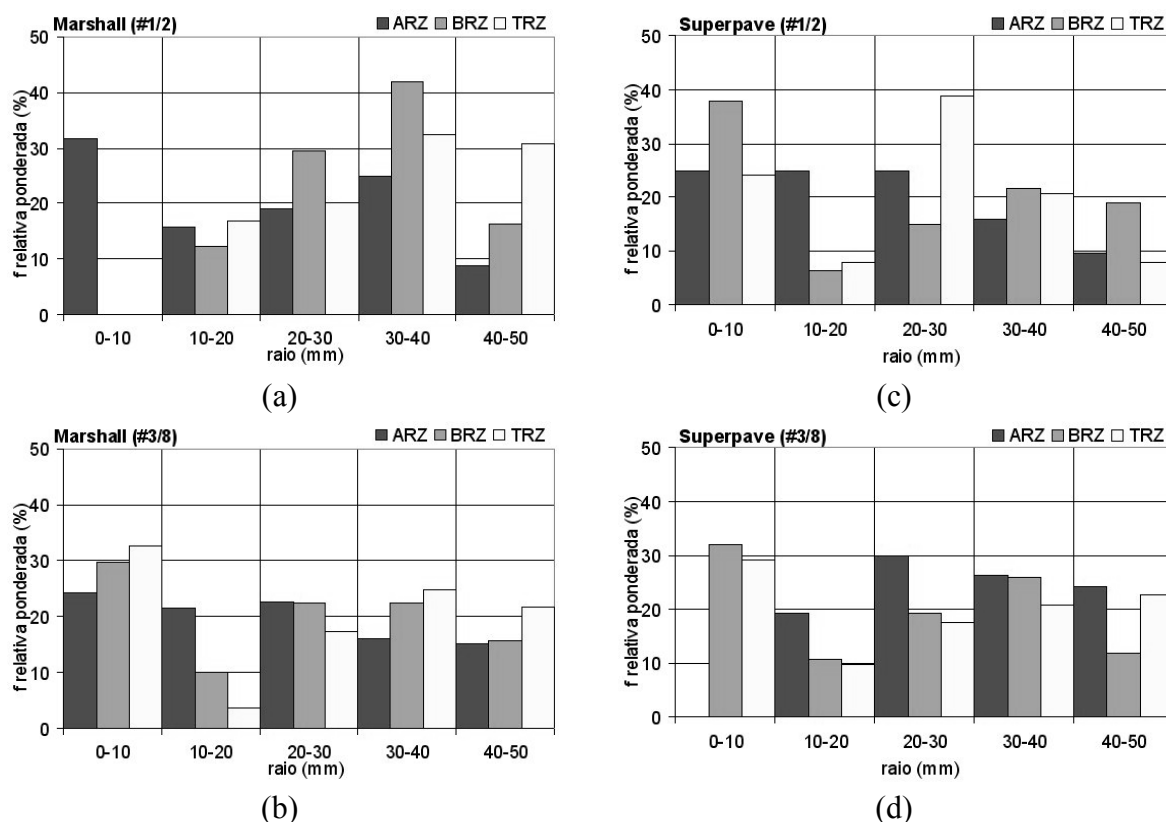 Marshall (#1/2) ARZ BRZ TRZ
f relativa ponderada (%)
50
40
30
20
10
0
0-10 10-20 20-30 30-40 40-50
raio (mm)
(a)
Superpave (#1/2) ARZ BRZ TRZ
f relativa ponderada (%)
50
40
30
20
10
0
0-10 10-20 20-30 30-40 40-50
raio (mm)
(c)
Marshall (#3/8) ARZ BRZ TRZ
f relativa ponderada (%)
50
40
30
20
10
0
0-10 10-20 20-30 30-40 40-50
raio (mm)
(b)
Superpave (#3/8) ARZ BRZ TRZ
f relativa ponderada (%)
50
40
30
20
10
0
0-10 10-20 20-30 30-40 40-50
raio (mm)
(d)